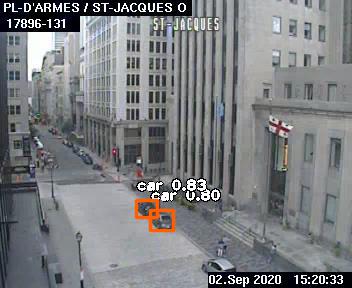 PL-D'ARMES / ST-JACQUES O
17896-131
ST-JACQUES
car 0.83
car 0.80
02.Sep 2020 15:20:33